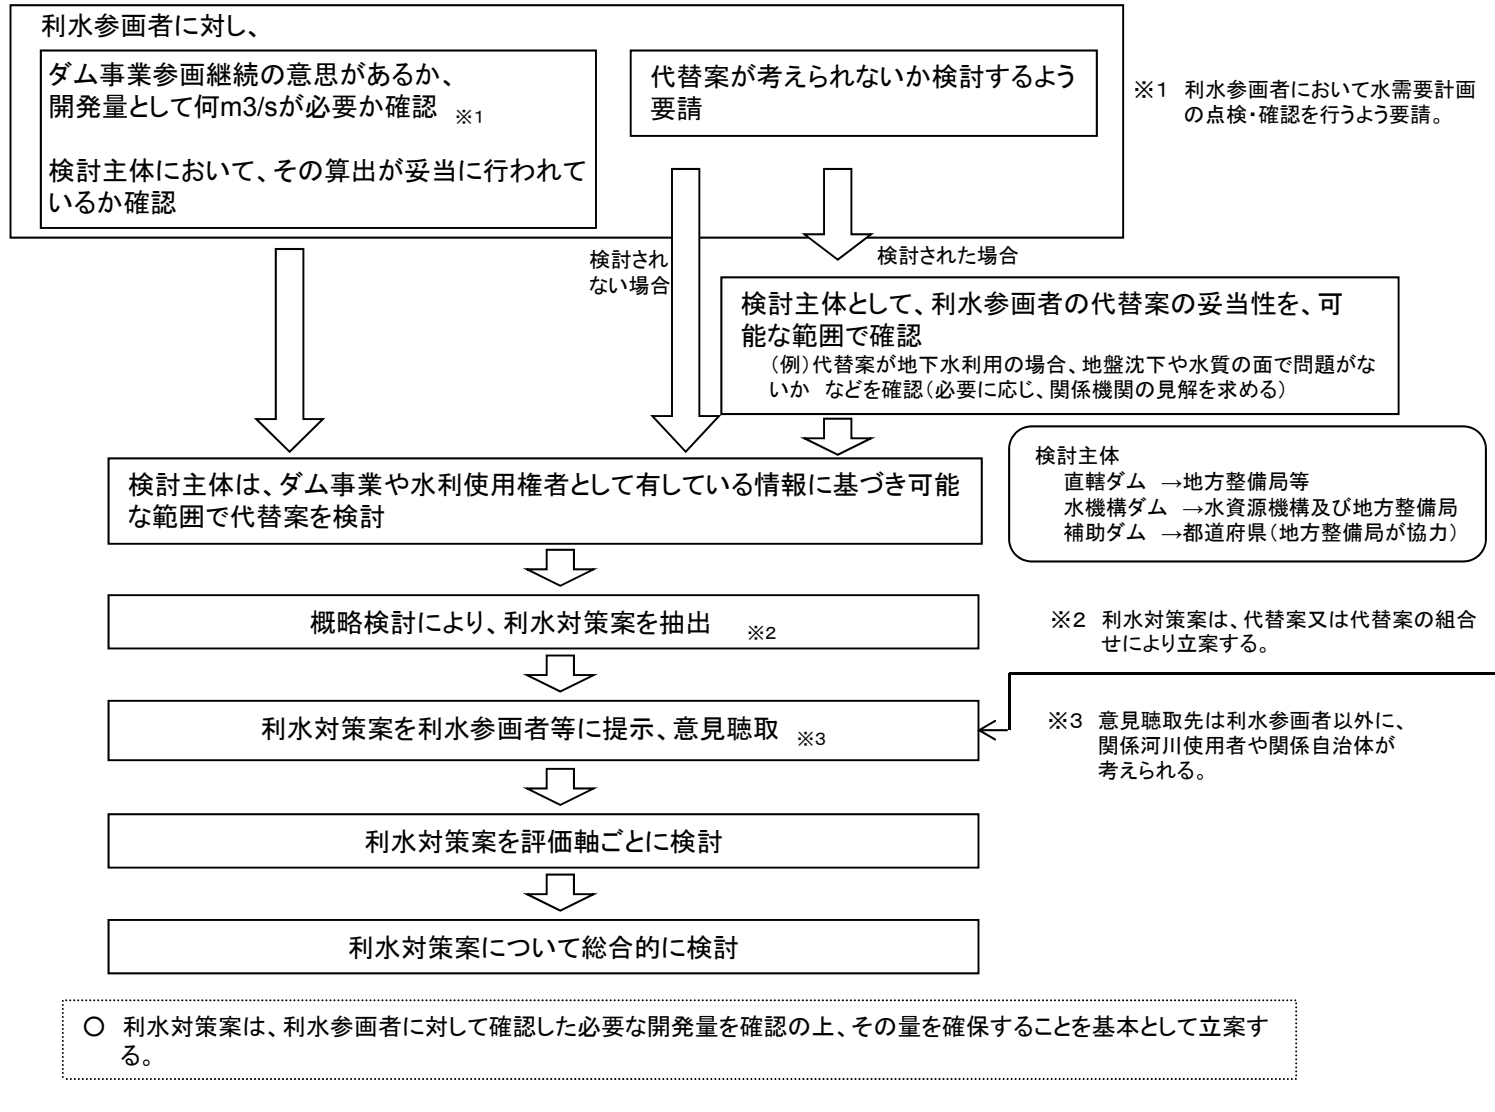 利水参画者に対し、
ダム事業参画継続の意思があるか、
開発量として何m3/sが必要か確認 ※1
検討主体において、その算出が妥当に行われて
いるか確認
代替案が考えられないか検討するよう
要請
※1 利水参画者において水需要計画
の点検・確認を行うよう要請。
検討され
ない場合
検討された場合
検討主体として、利水参画者の代替案の妥当性を、可
能な範囲で確認
（例）代替案が地下水利用の場合、地盤沈下や水質の面で問題がな
いか などを確認（必要に応じ、関係機関の見解を求める）
検討主体は、ダム事業や水利使用権者として有している情報に基づき可能
な範囲で代替案を検討
検討主体
直轄ダム →地方整備局等
水機構ダム →水資源機構及び地方整備局
補助ダム →都道府県（地方整備局が協力）
概略検討により、利水対策案を抽出 ※2
※2 利水対策案は、代替案又は代替案の組合
せにより立案する。
利水対策案を利水参画者等に提示、意見聴取 ※3
※3 意見聴取先は利水参画者以外に、
関係河川使用者や関係自治体が
考えられる。
利水対策案を評価軸ごとに検討
利水対策案について総合的に検討
○ 利水対策案は、利水参画者に対して確認した必要な開発量を確認の上、その量を確保することを基本として立案す
る。